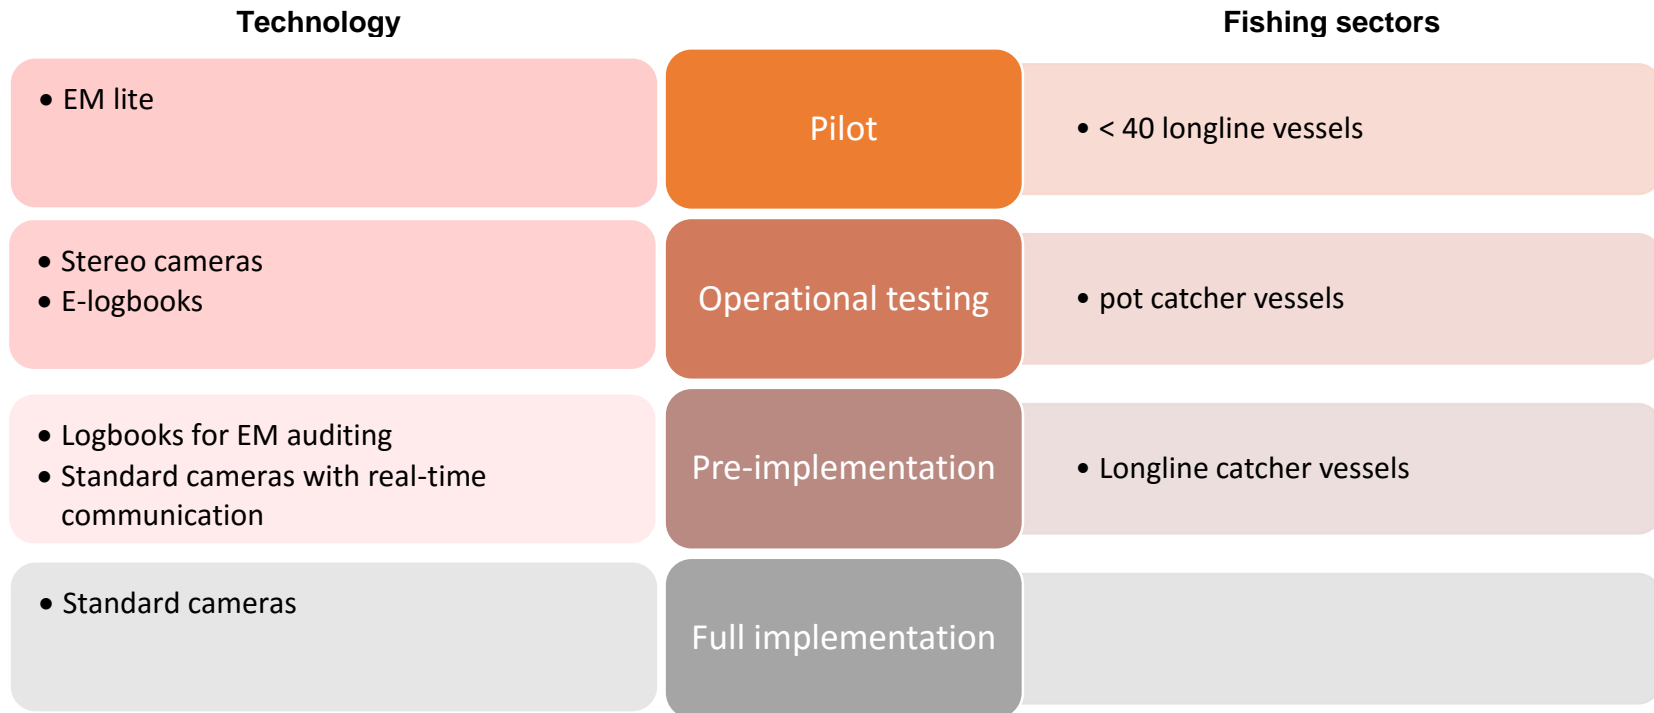 Technology
Fishing sectors
• EM lite
Pilot
• < 40 longline vessels
• Stereo cameras
• E-logbooks
Operational testing
• pot catcher vessels
• Logbooks for EM auditing
• Standard cameras with real-time
communication
Pre-implementation
• Longline catcher vessels
• Standard cameras
Full implementation